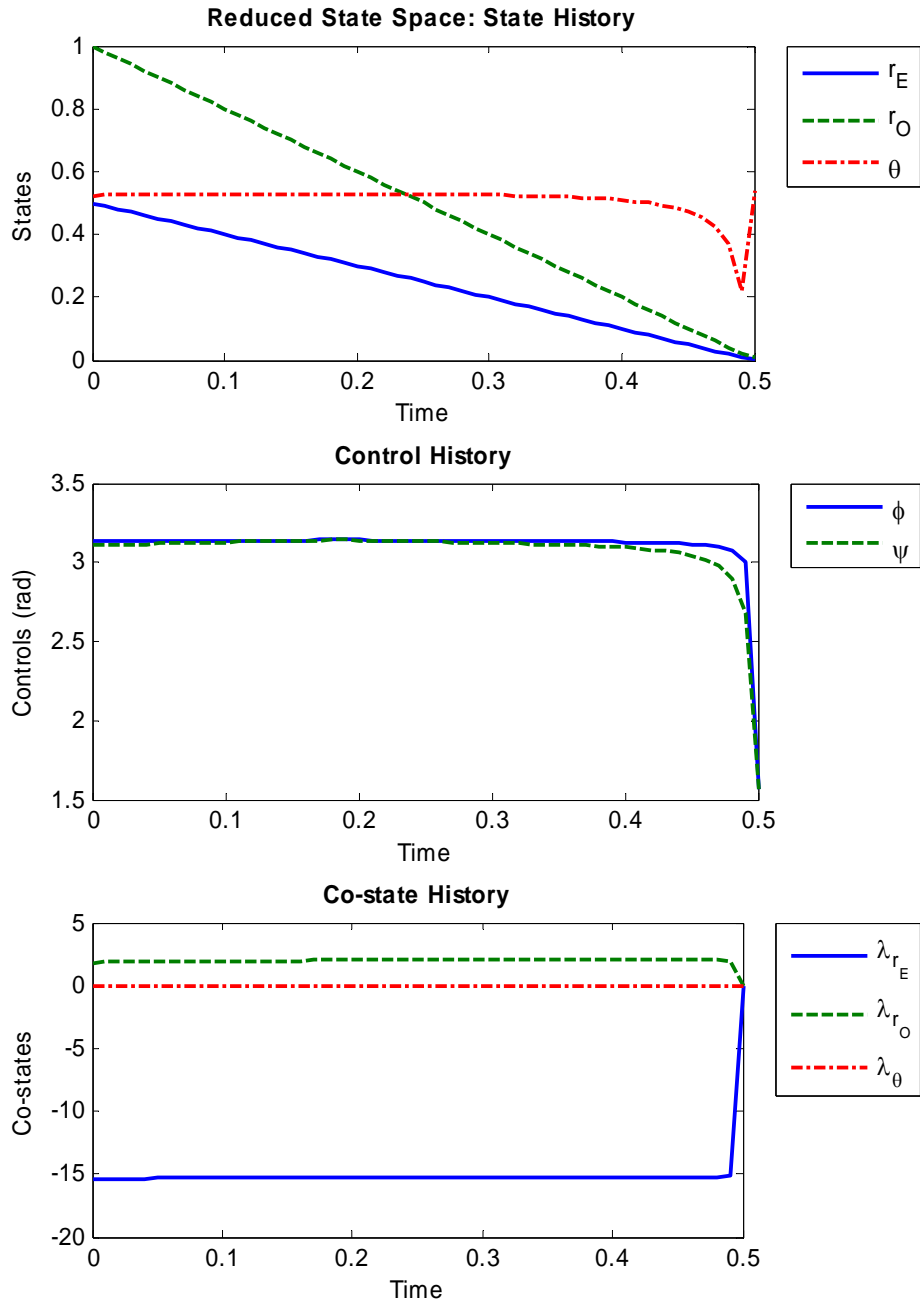 Reduced State Space: State History
1
0.8
0.6
0.4
0.2
0
States
0
0.1
0.2
0.3
0.4
0.5
Time
r_E
r_O
θ
Control History
3.5
3
2.5
2
1.5
Controls (rad)
0
0.1
0.2
0.3
0.4
0.5
Time
ϕ
ψ
Co-state History
5
0
-5
-10
-15
-20
Co-states
0
0.1
0.2
0.3
0.4
0.5
Time
λ_{r_E}
λ_{r_O}
λ_θ